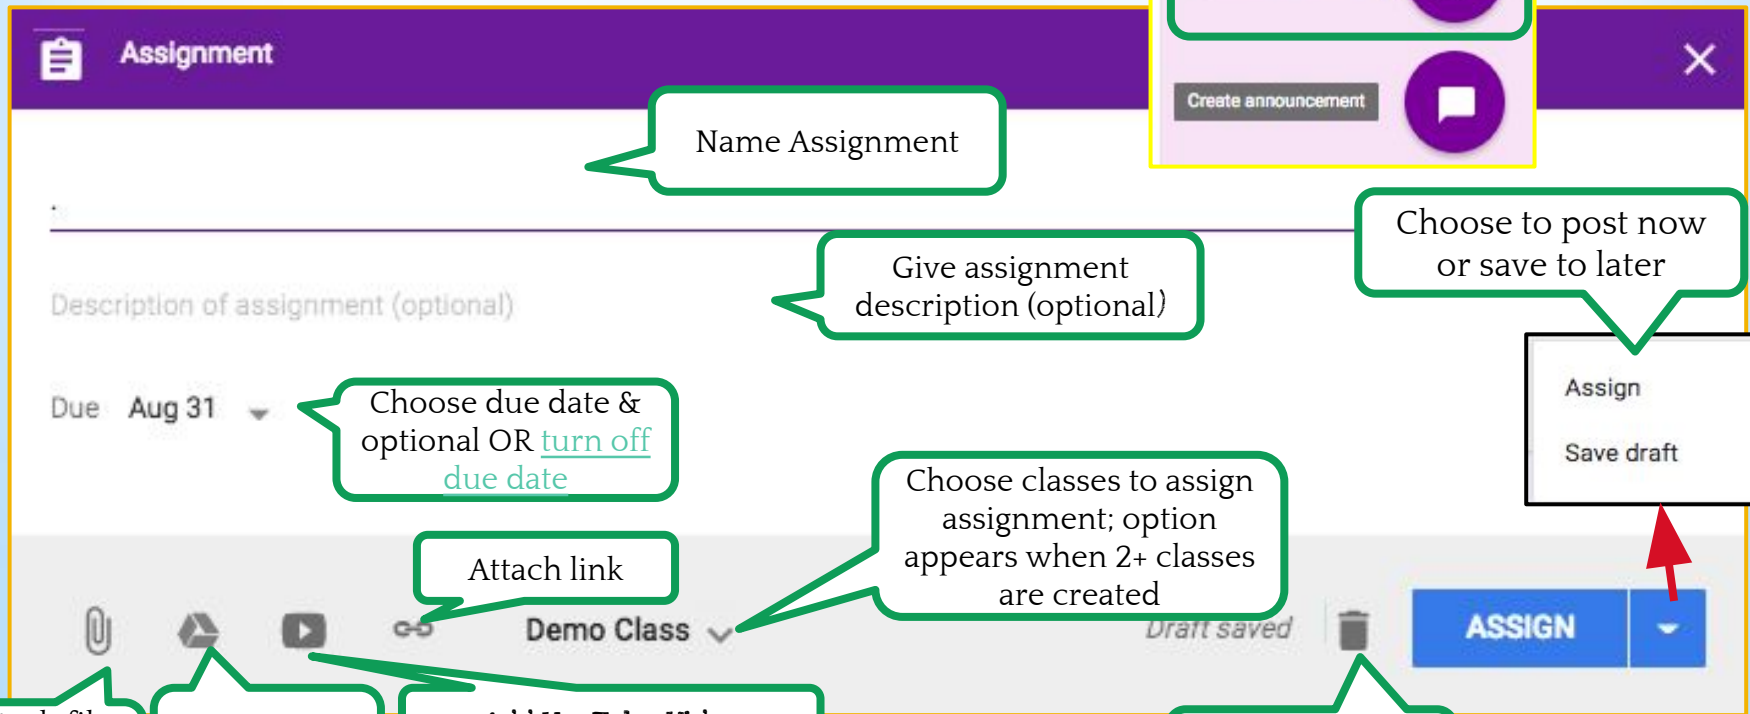 Assignment
Create announcement
Name Assignment
Choose to post now
or save to later
Give assignment
description (optional)
Description of assignment (optional)
Assign
Due Aug 31
Choose due date &
optional OR turn off
due date
Save draft
Choose classes to assign
assignment; option
appears when 2+ classes
are created
Attach link
Demo Class
Draft saved
ASSIGN